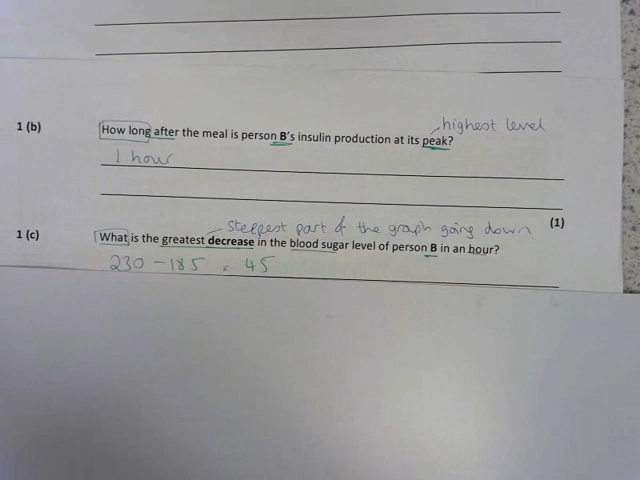 highest level
1 (b) How long after the meal is person B's insulin production at its peak?
1 hour
(1)
steepest part of the graph going down
1 (c) What is the greatest decrease in the blood sugar level of person B in an hour?
230 - 185 = 45